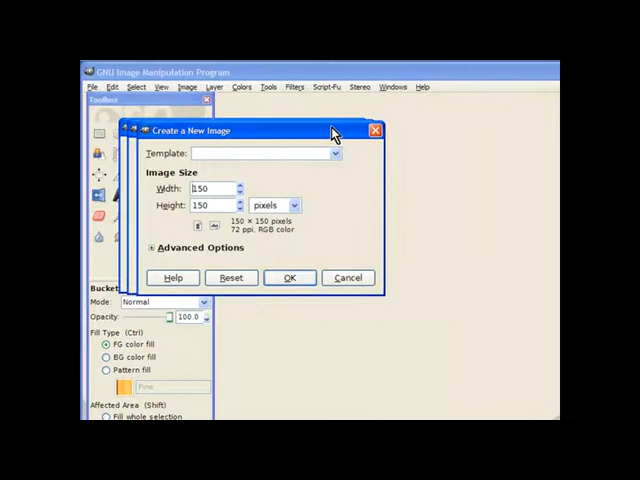 GNU Image Manipulation Program
File Edit Select View Image Layer Colors Tools Filters Script-Fu Stereo Windows Help
Toolbox
Create a New Image
Template:
Image Size
Width: 150
Height: 150 pixels
150 × 150 pixels
72 ppi, RGB color
Advanced Options
Help Reset OK Cancel
Bucket
Mode: Normal
Opacity: 100.0
Fill Type (Ctrl)
FG color fill
BG color fill
Pattern fill
Pine
Affected Area (Shift)
Fill whole selection